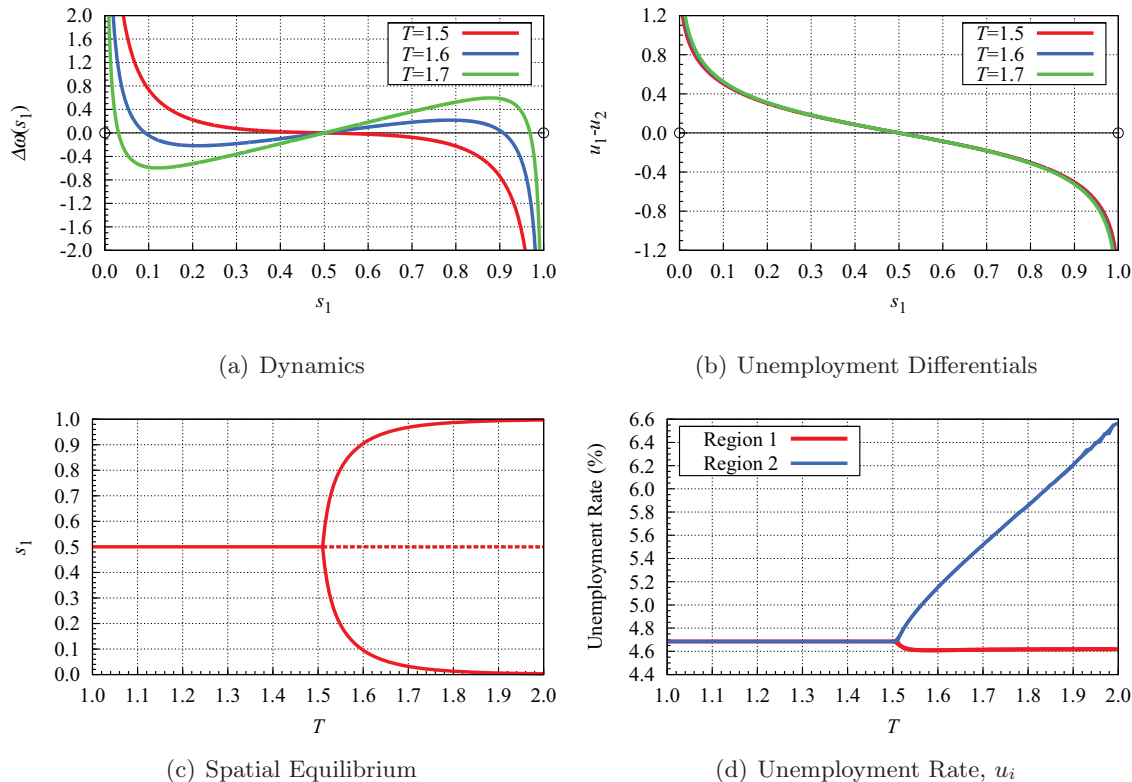 2.0
1.6
1.2
0.8
0.4
0.0
-0.4
-0.8
-1.2
-1.6
-2.0
Δω(s1)
T=1.5
T=1.6
T=1.7
0.0 0.1 0.2 0.3 0.4 0.5 0.6 0.7 0.8 0.9 1.0
s1
(a) Dynamics
1.2
0.8
0.4
0.0
-0.4
-0.8
-1.2
u1-u2
T=1.5
T=1.6
T=1.7
0.0 0.1 0.2 0.3 0.4 0.5 0.6 0.7 0.8 0.9 1.0
s1
(b) Unemployment Differentials
1.0
0.9
0.8
0.7
0.6
0.5
0.4
0.3
0.2
0.1
0.0
s1
1.0 1.1 1.2 1.3 1.4 1.5 1.6 1.7 1.8 1.9 2.0
T
(c) Spatial Equilibrium
6.6
6.4
6.2
6.0
5.8
5.6
5.4
5.2
5.0
4.8
4.6
4.4
Unemployment Rate (%)
Region 1
Region 2
1.0 1.1 1.2 1.3 1.4 1.5 1.6 1.7 1.8 1.9 2.0
T
(d) Unemployment Rate, ui